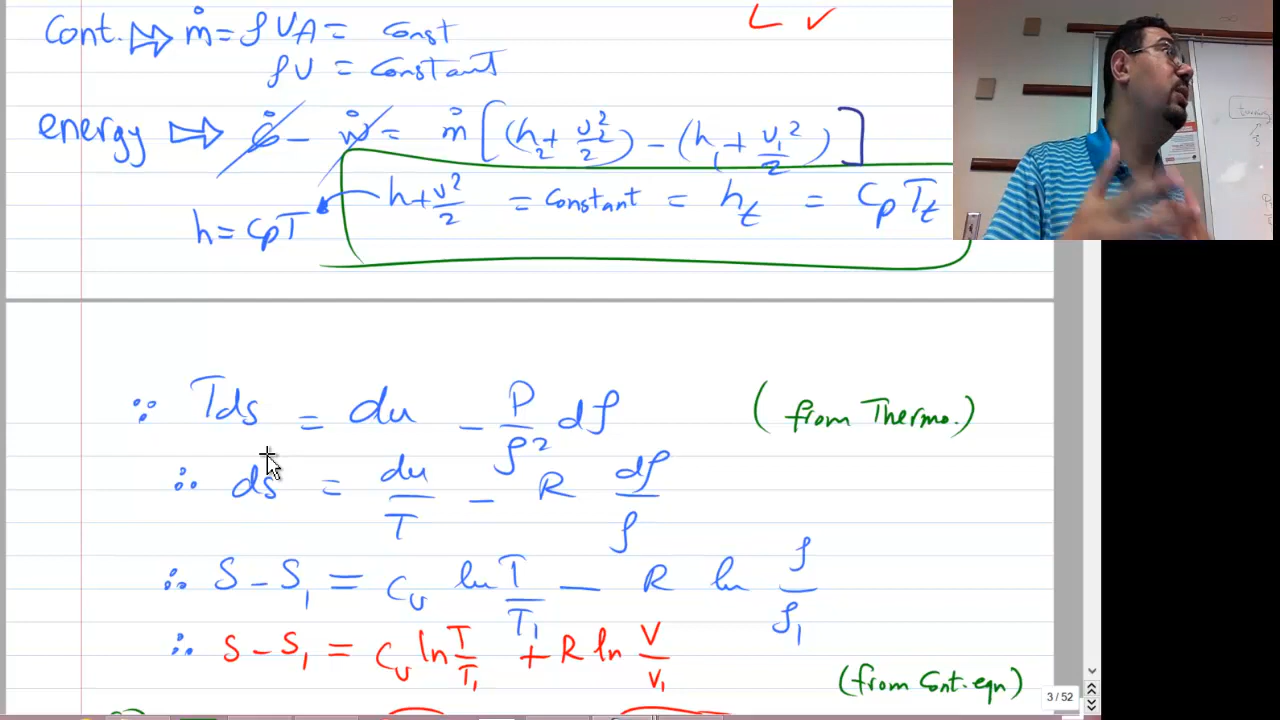 L V
Cont. ⇒ ṁ = ρVA = Const
ρV = Constant
energy ⇒ Q̇ − Ẇ = ṁ [(h₂ + V₂²/2) − (h₁ + V₁²/2)]
h + V²/2 = Constant = hₜ = CpTₜ
h = CpT
∵ Tds = du − P/ρ² dρ (from Thermo.)
∴ ds = du/T − R dρ/ρ
∴ S − S₁ = Cᵥ ln T/T₁ − R ln ρ/ρ₁
∴ S − S₁ = Cᵥ ln T/T₁ + R ln V/V₁
(from Cont. eqn)
3 / 52